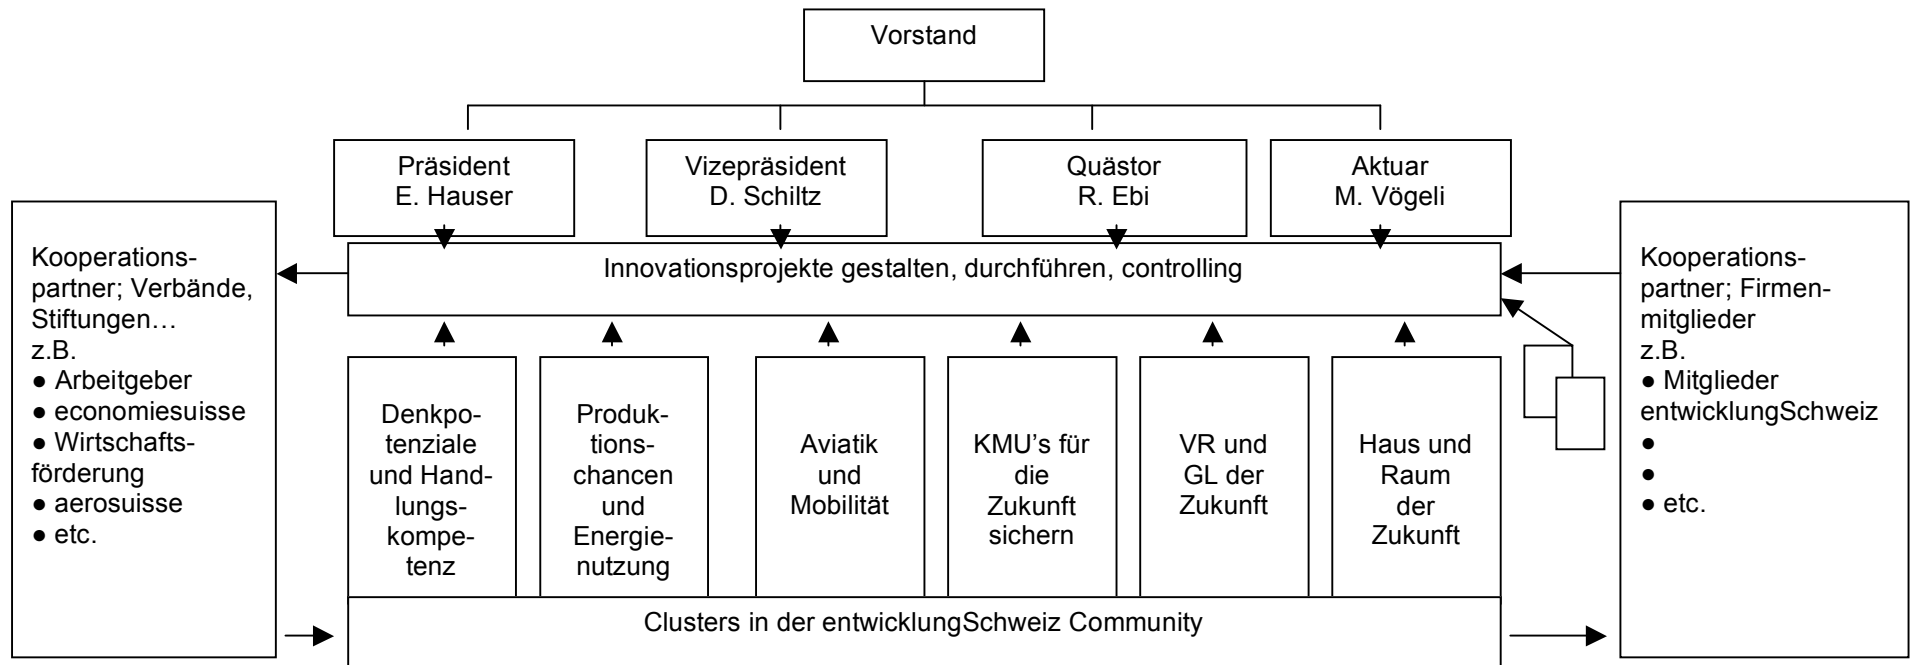 Vorstand
Präsident
E. Hauser
Vizepräsident
D. Schiltz
Quästor
R. Ebi
Aktuar
M. Vögeli
Kooperations-
partner; Verbände,
Stiftungen…
z.B.
● Arbeitgeber
● economiesuisse
● Wirtschafts-
förderung
● aerosuisse
● etc.
Innovationsprojekte gestalten, durchführen, controlling
Denkpo-
tenziale
und Hand-
lungs-
kompe-
tenz
Produk-
tions-
chancen
und
Energie-
nutzung
Aviatik
und
Mobilität
KMU’s für
die
Zukunft
sichern
VR und
GL der
Zukunft
Haus und
Raum
der
Zukunft
Clusters in der entwicklungSchweiz Community
Kooperations-
partner; Firmen-
mitglieder
z.B.
● Mitglieder
entwicklungSchweiz
●
●
● etc.